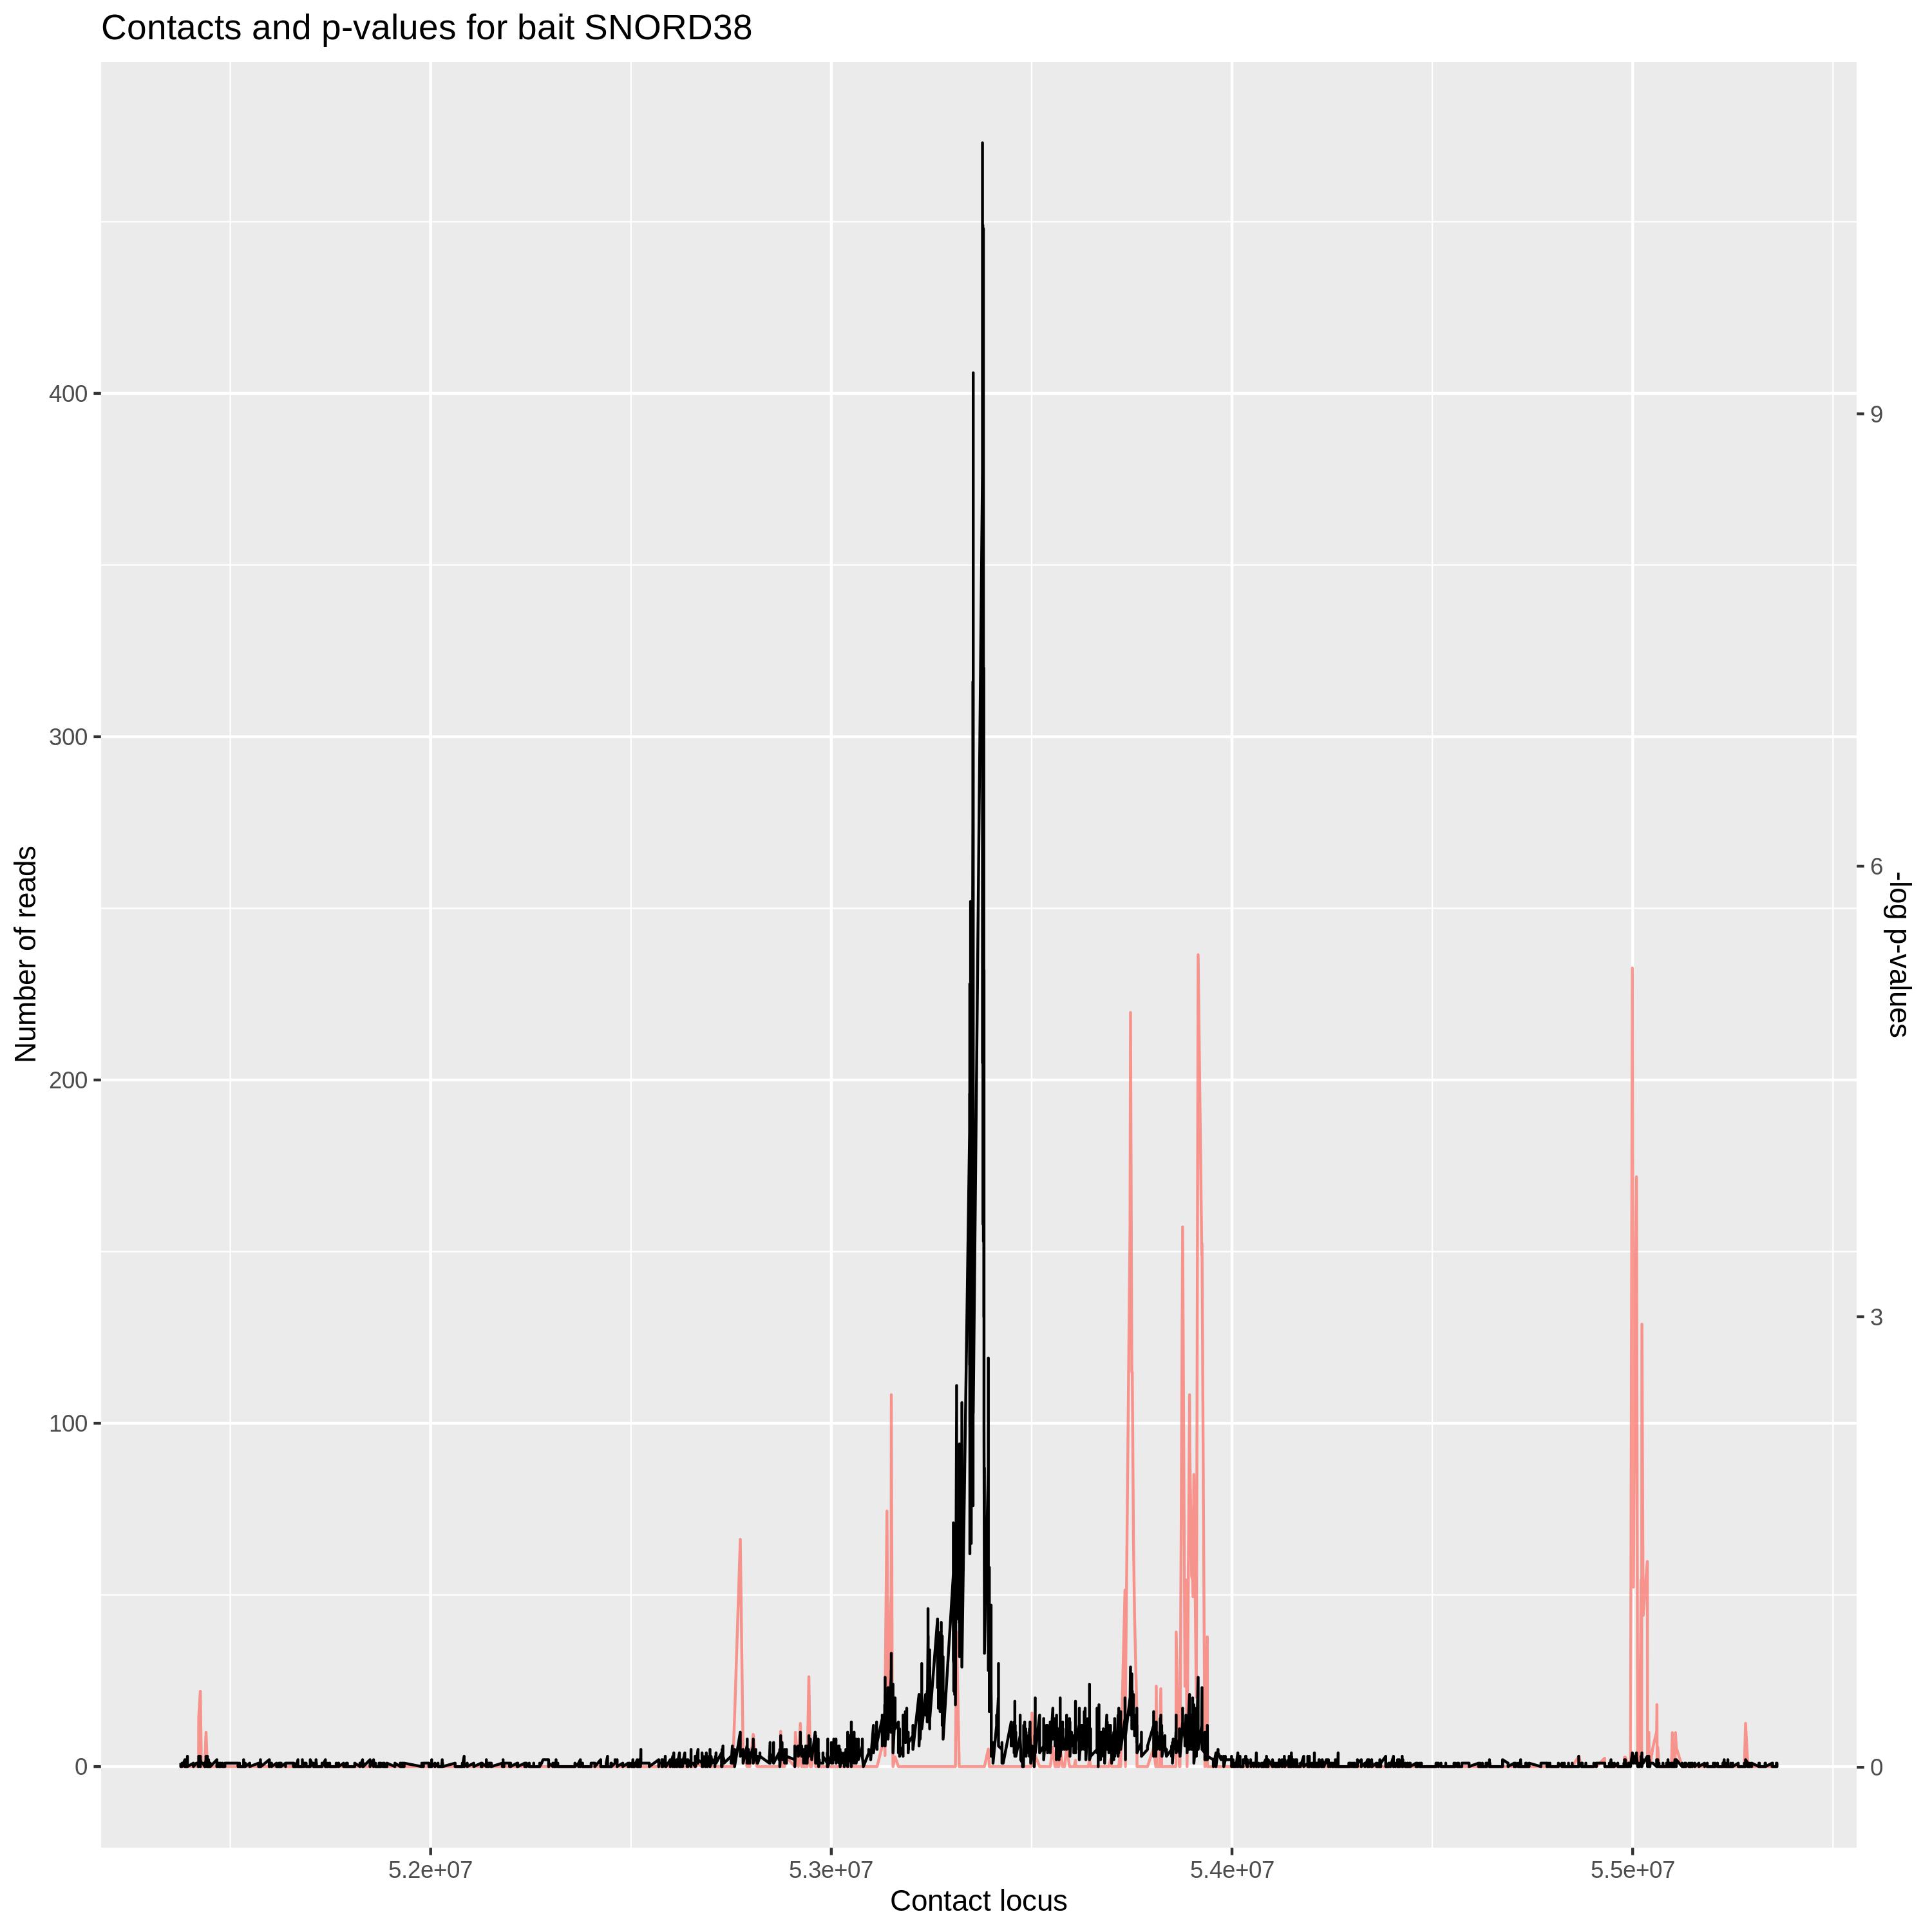 Contacts and p-values for bait SNORD38
400
300
200
100
0
Number of reads
9
6
3
0
-log p-values
5.2e+07
5.3e+07
5.4e+07
5.5e+07
Contact locus